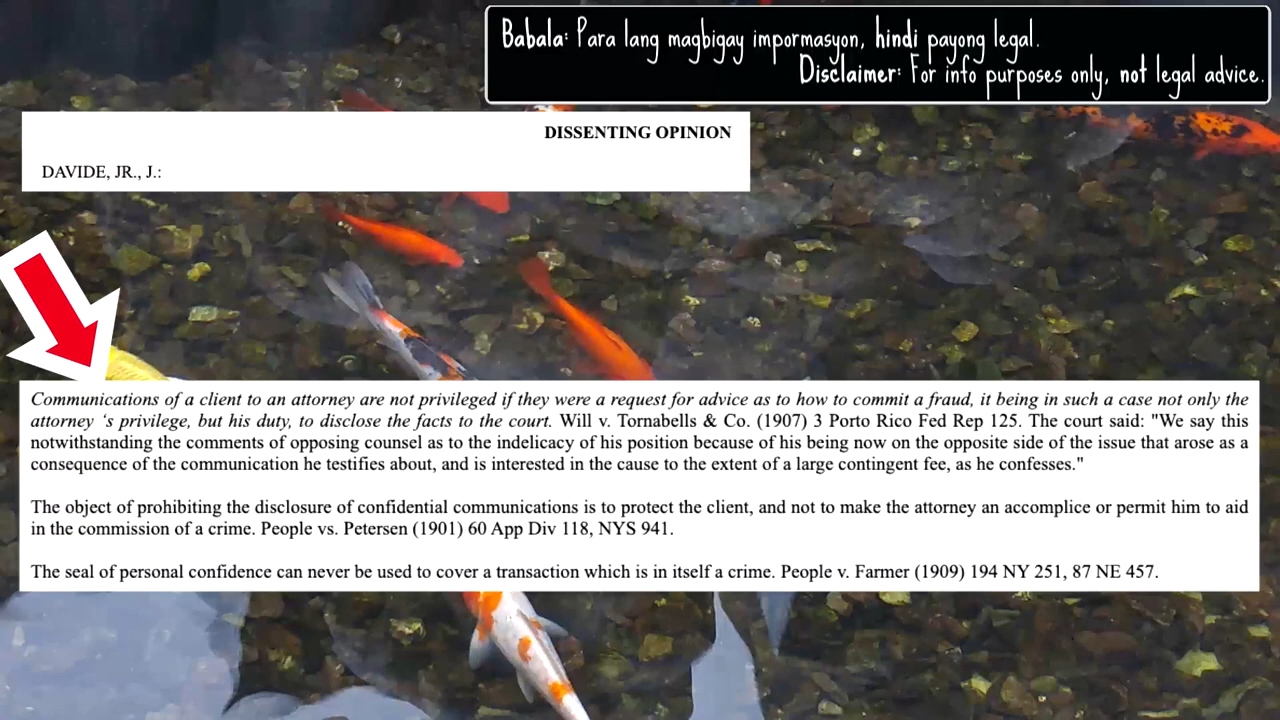 Babala: Para lang magbigay impormasyon, hindi payong legal.
Disclaimer: For info purposes only, not legal advice.
DISSENTING OPINION
DAVIDE, JR., J.:
Communications of a client to an attorney are not privileged if they were a request for advice as to how to commit a fraud, it being in such a case not only the
attorney ‘s privilege, but his duty, to disclose the facts to the court. Will v. Tornabells & Co. (1907) 3 Porto Rico Fed Rep 125. The court said: "We say this
notwithstanding the comments of opposing counsel as to the indelicacy of his position because of his being now on the opposite side of the issue that arose as a
consequence of the communication he testifies about, and is interested in the cause to the extent of a large contingent fee, as he confesses."
The object of prohibiting the disclosure of confidential communications is to protect the client, and not to make the attorney an accomplice or permit him to aid
in the commission of a crime. People vs. Petersen (1901) 60 App Div 118, NYS 941.
The seal of personal confidence can never be used to cover a transaction which is in itself a crime. People v. Farmer (1909) 194 NY 251, 87 NE 457.